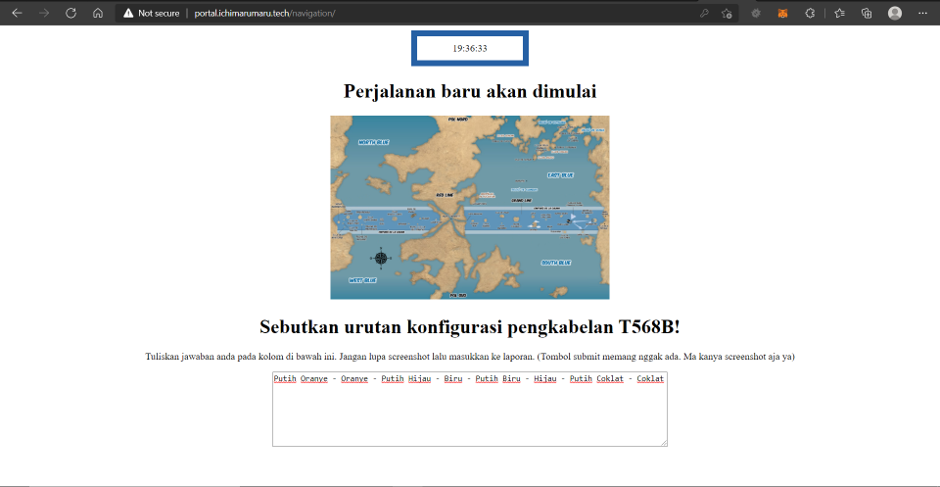 Not secure | portal.ichimarumaru.tech/navigation/
19:36:33
Perjalanan baru akan dimulai
NORTH BLUE
EAST BLUE
RED LINE
GRAND LINE
WEST BLUE
SOUTH BLUE
Sebutkan urutan konfigurasi pengkabelan T568B!
Tuliskan jawaban anda pada kolom di bawah ini. Jangan lupa screenshot lalu masukkan ke laporan. (Tombol submit memang nggak ada. Ma kanya screenshot aja ya)
Putih Oranye - Oranye - Putih Hijau - Biru - Putih Biru - Hijau - Putih Coklat - Coklat